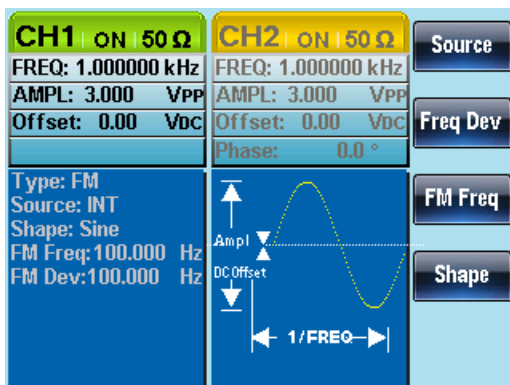 CH1 ON 50 Ω
FREQ: 1.000000 kHz
AMPL: 3.000 VPP
Offset: 0.00 VDC
CH2 ON 50 Ω
FREQ: 1.000000 kHz
AMPL: 3.000 VPP
Offset: 0.00 VDC
Phase: 0.0 °
Type: FM
Source: INT
Shape: Sine
FM Freq:100.000 Hz
FM Dev:100.000 Hz
Ampl
DC Offset
1/FREQ
Source
Freq Dev
FM Freq
Shape